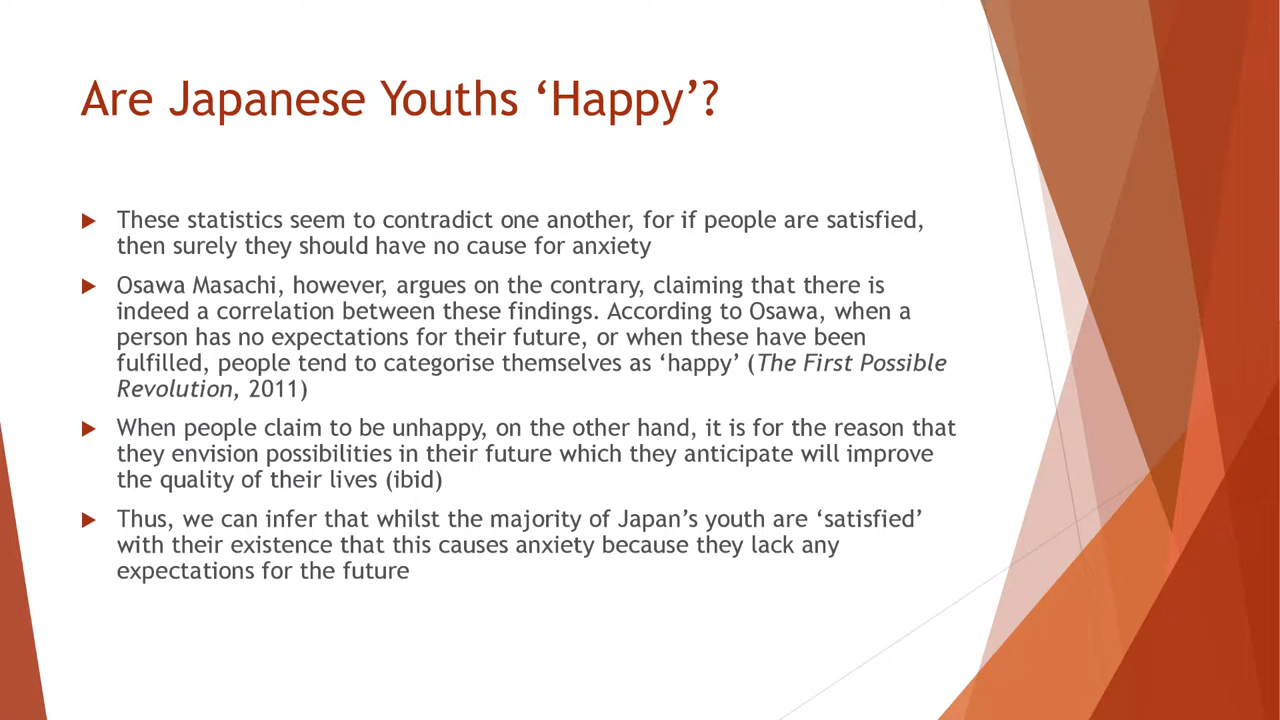 Are Japanese Youths ‘Happy’?
These statistics seem to contradict one another, for if people are satisfied,
then surely they should have no cause for anxiety
Osawa Masachi, however, argues on the contrary, claiming that there is
indeed a correlation between these findings. According to Osawa, when a
person has no expectations for their future, or when these have been
fulfilled, people tend to categorise themselves as ‘happy’ (The First Possible
Revolution, 2011)
When people claim to be unhappy, on the other hand, it is for the reason that
they envision possibilities in their future which they anticipate will improve
the quality of their lives (ibid)
Thus, we can infer that whilst the majority of Japan’s youth are ‘satisfied’
with their existence that this causes anxiety because they lack any
expectations for the future